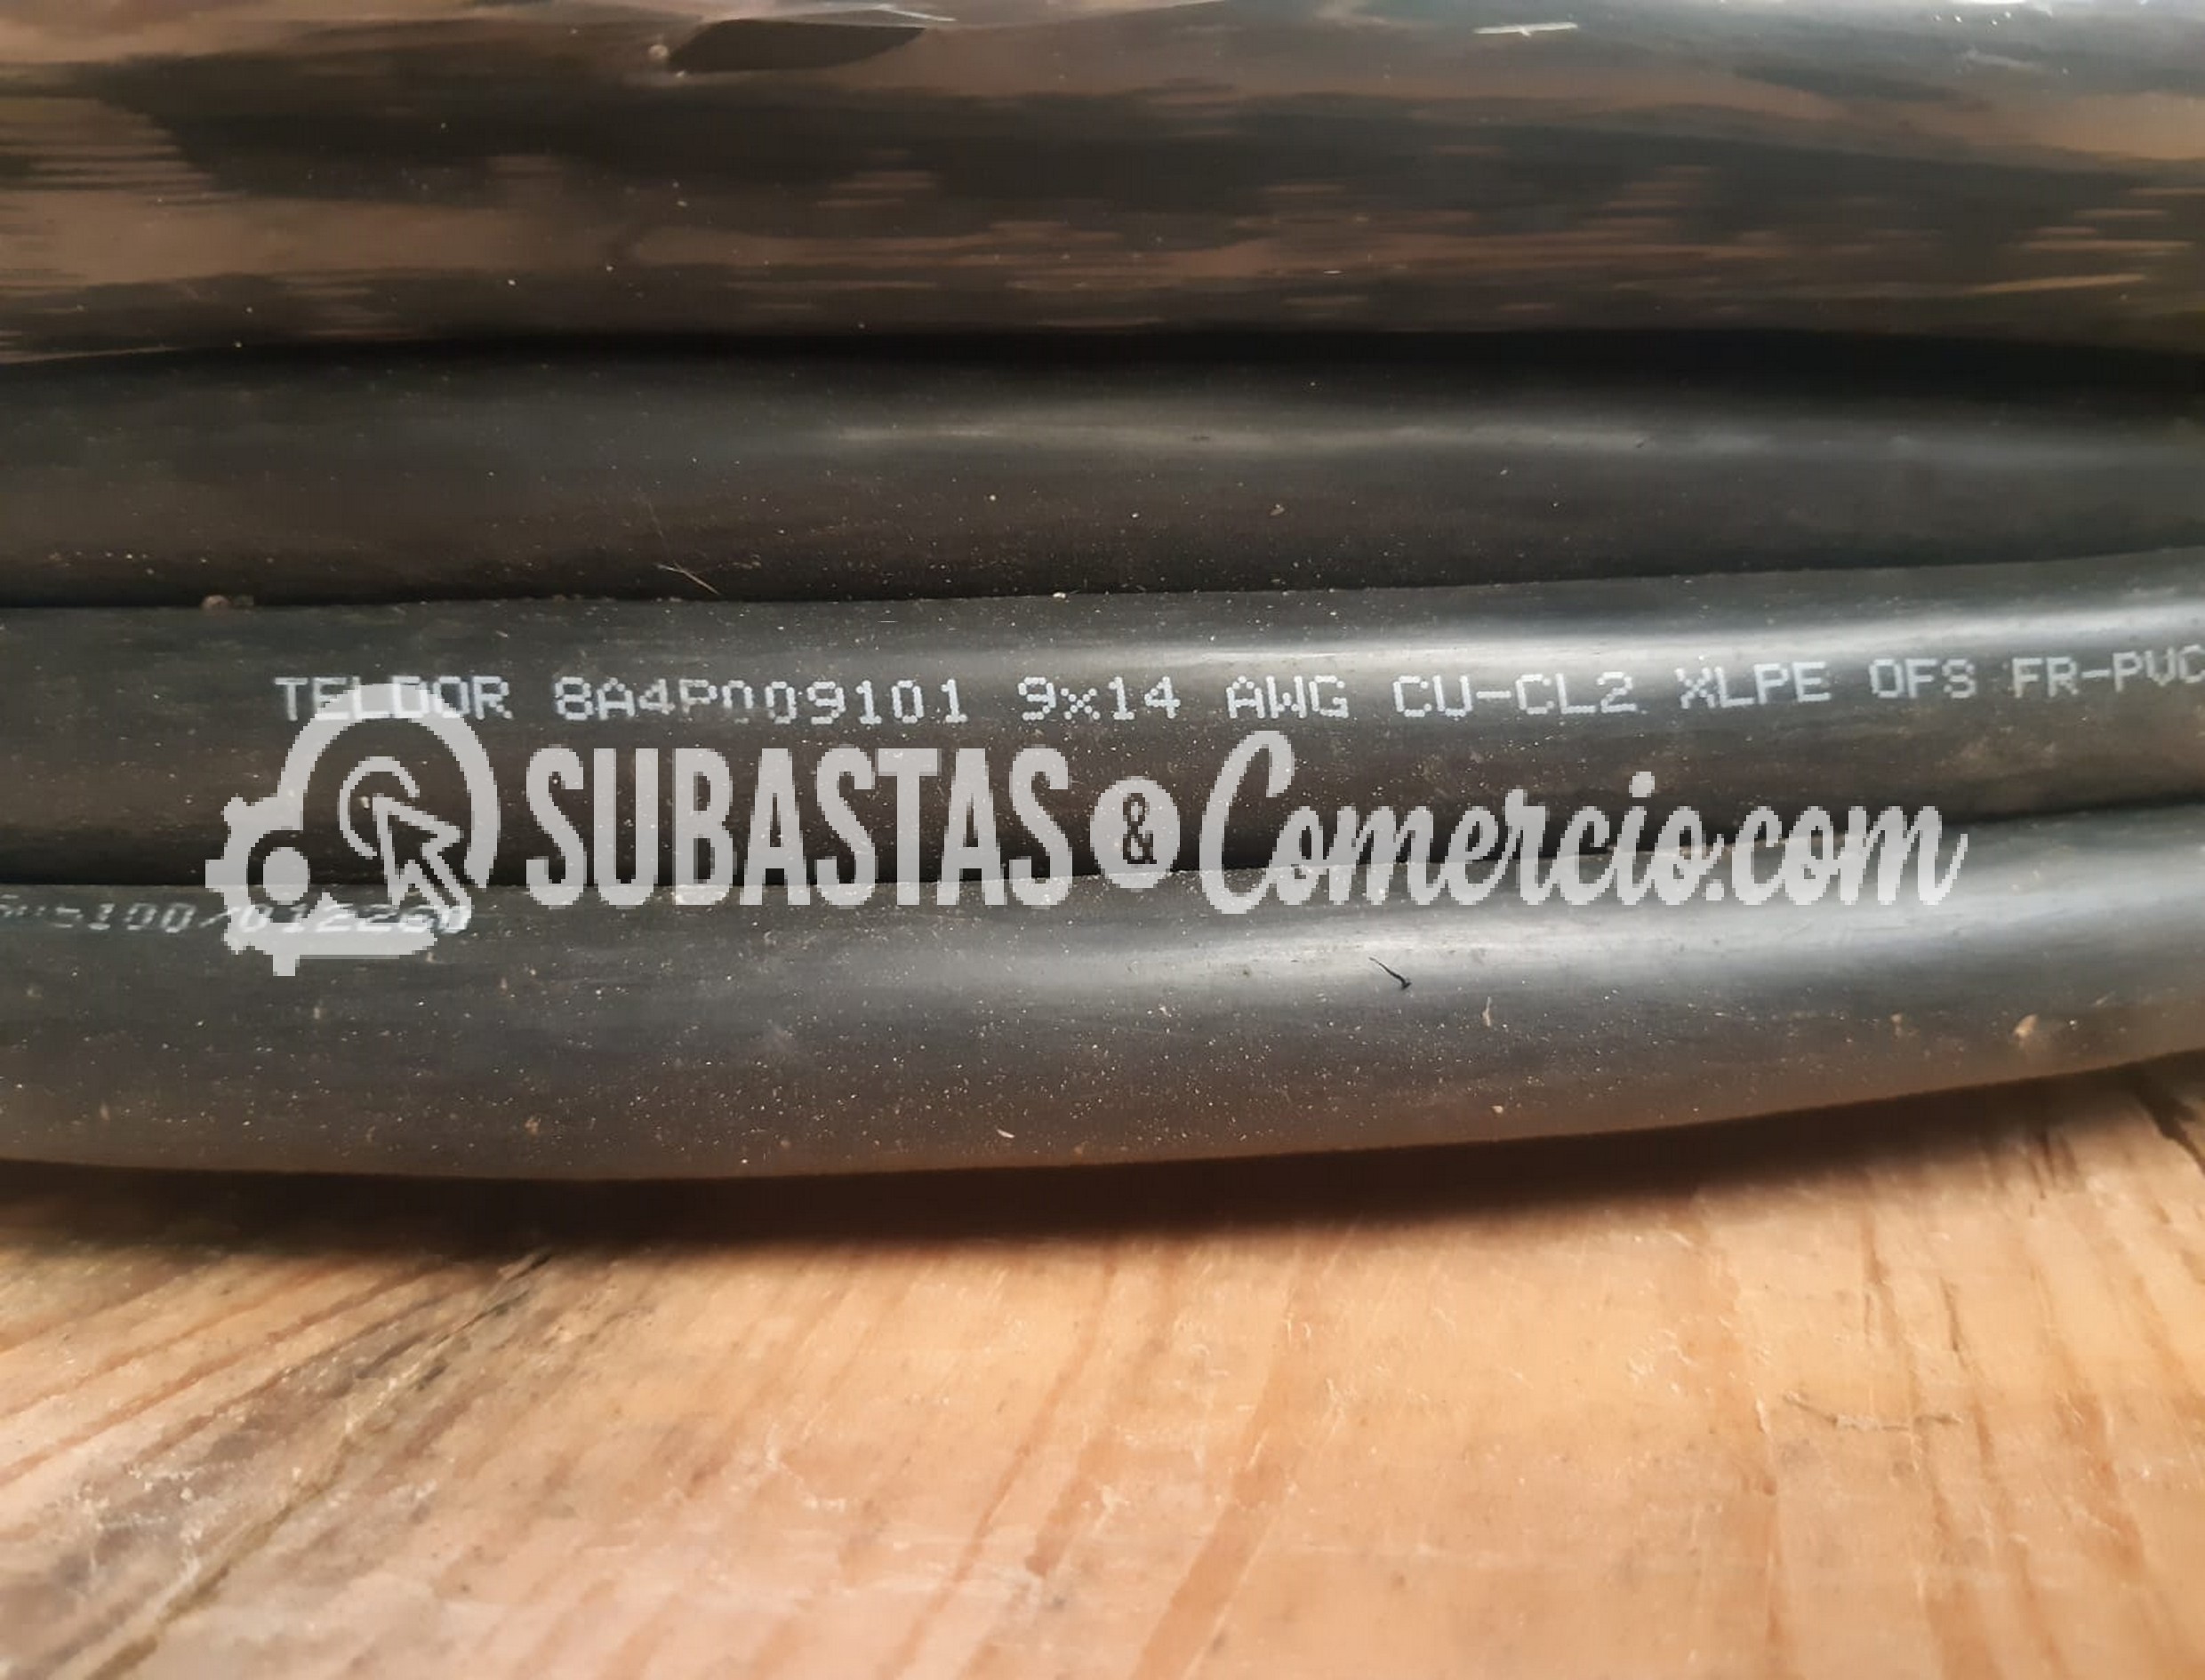 TELDOR 8A4P009101 9x14 AWG CU-CL2 XLPE OFS FR-PVC
SUBASTAS & Comercio.com